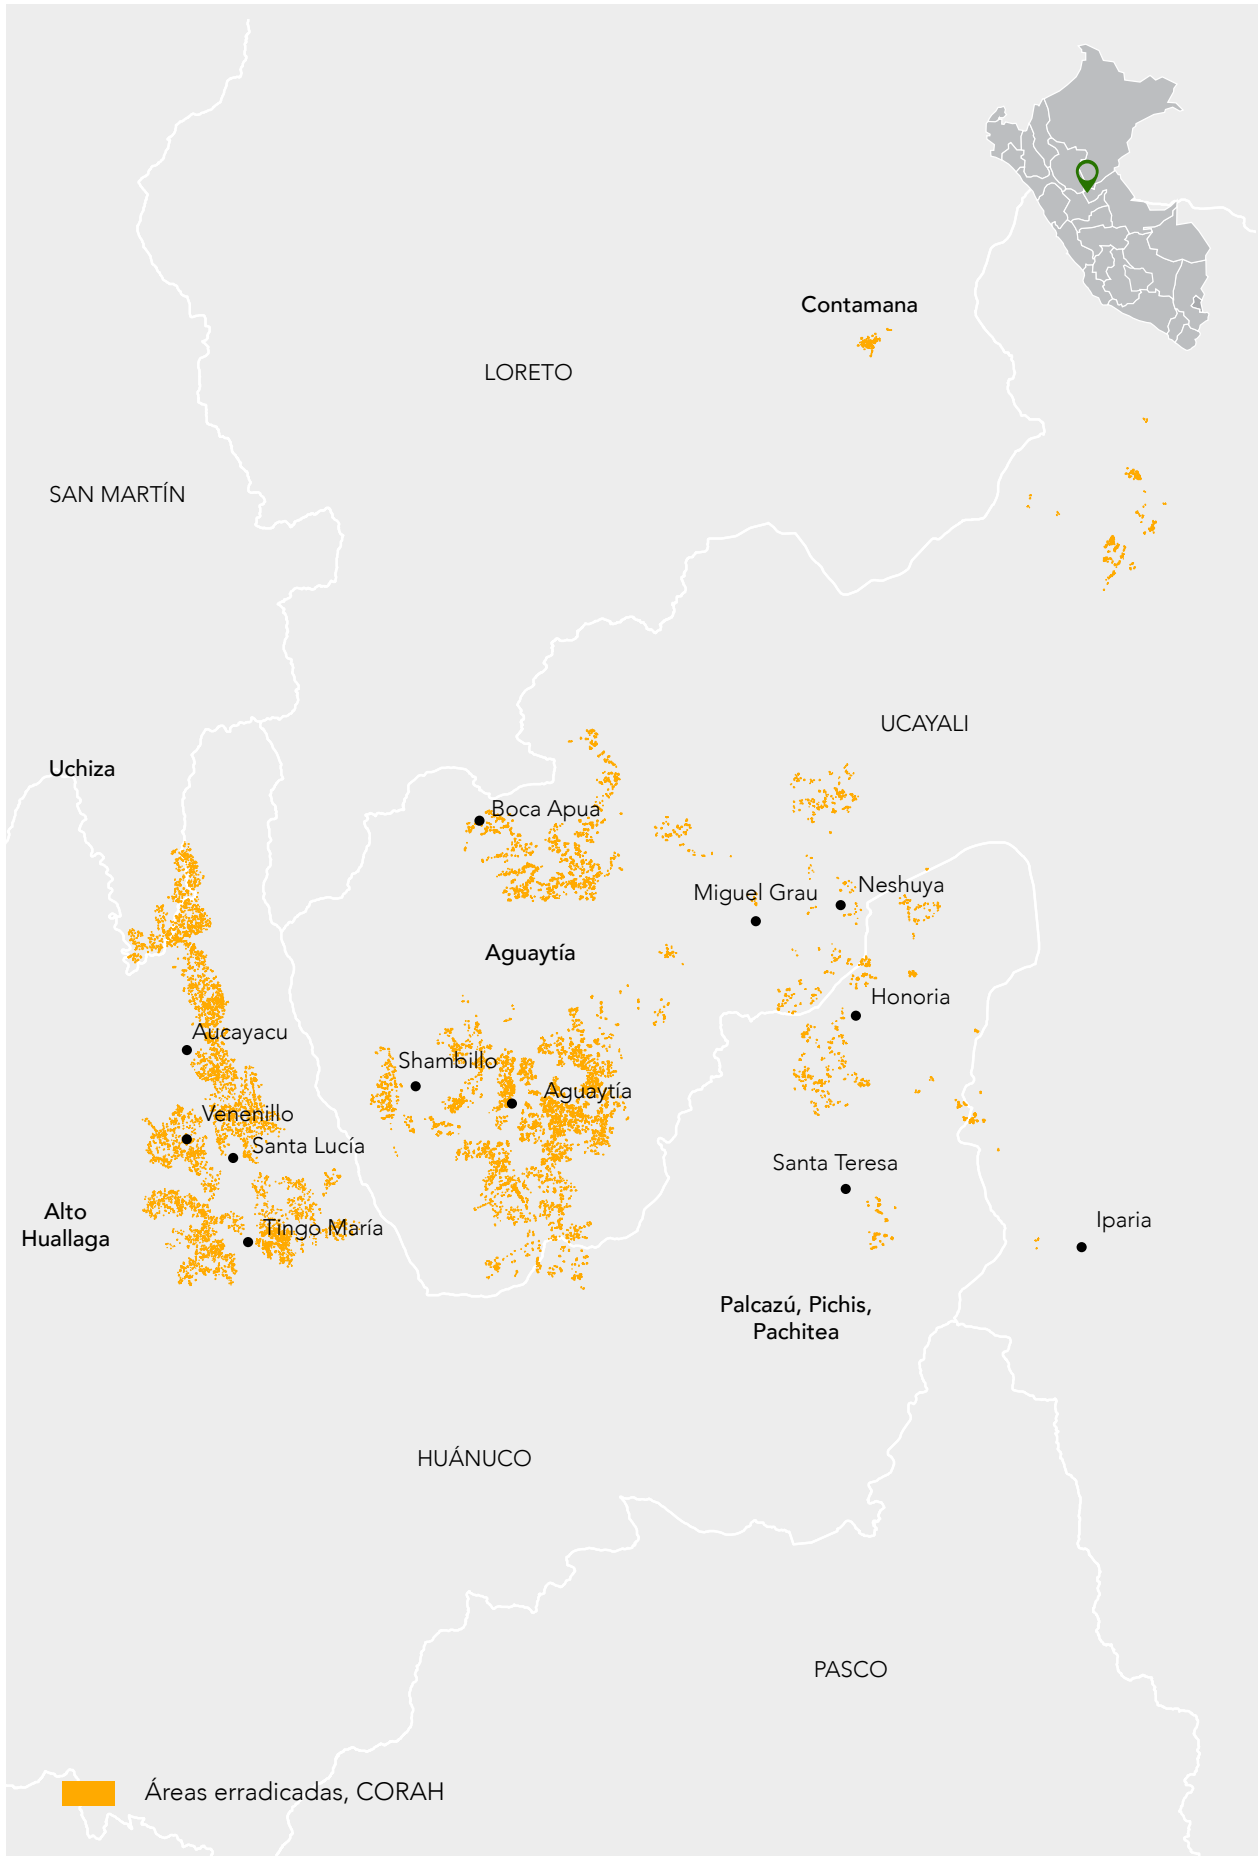 Contamana
LORETO
SAN MARTÍN
UCAYALI
Uchiza
Boca Apua
Miguel Grau
Neshuya
Aguaytía
Honoria
Aucayacu
Shambillo
Aguaytía
Venenillo
Santa Lucía
Santa Teresa
Alto
Huallaga
Tingo María
Iparia
Palcazú, Pichis,
Pachitea
HUÁNUCO
PASCO
Áreas erradicadas, CORAH